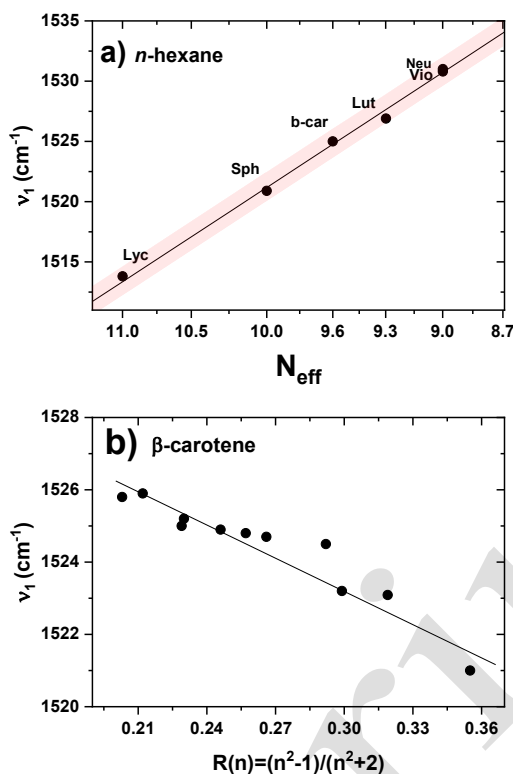 a) n-hexane
1535
1530
1525
1520
1515
ν₁ (cm⁻¹)
Neu
Vio
Lut
b-car
Sph
Lyc
11.0 10.5 10.0 9.6 9.3 9.0 8.7
N_eff
b) β-carotene
1528
1526
1524
1522
1520
ν₁ (cm⁻¹)
0.21 0.24 0.27 0.30 0.33 0.36
R(n)=(n²-1)/(n²+2)